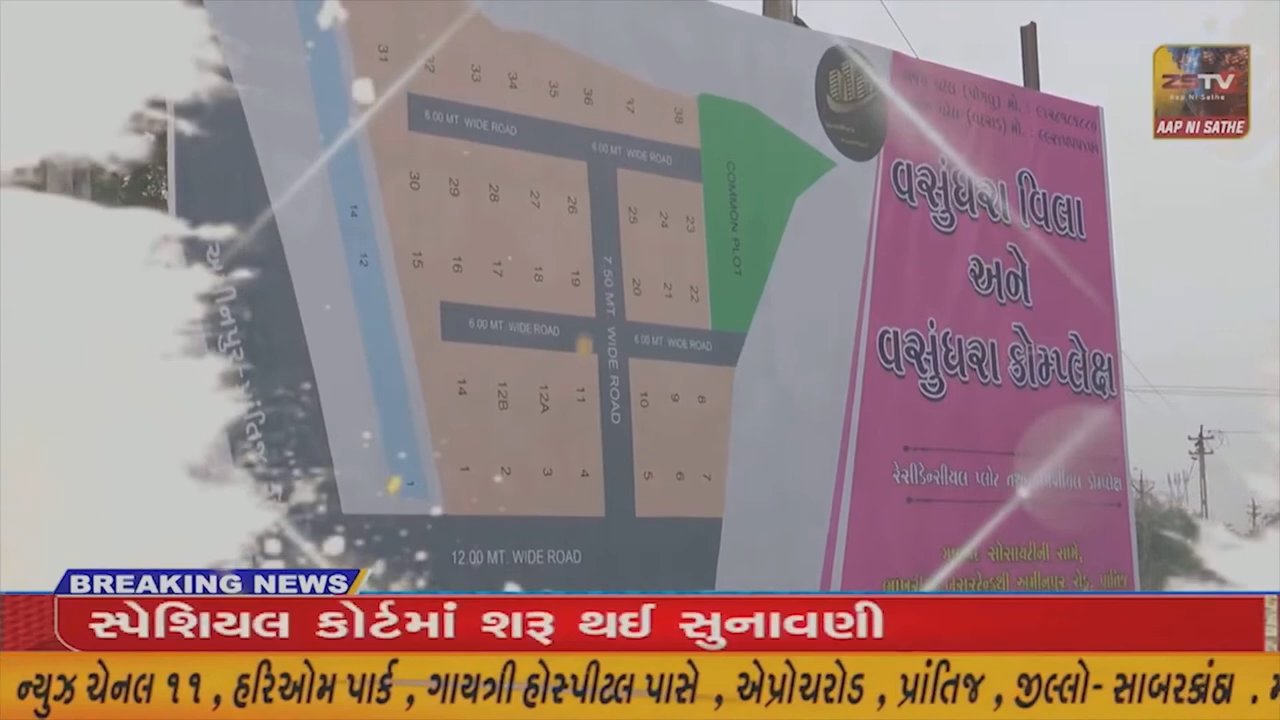 31 32 33 34 35 36 37 38
6.00 MT. WIDE ROAD
6.00 MT. WIDE ROAD
30 29 28 27 26 25 24 23
COMMON PLOT
14
12
15 16 17 18 19 20 21 22
7.50 MT. WIDE ROAD
6.00 MT. WIDE ROAD
6.00 MT. WIDE ROAD
14 12B 12A 11 10 9 8
1 2 3 4 5 6 7
1
12.00 MT. WIDE ROAD
વસુંધરા વિલા
અને
વસુંધરા કોમ્પ્લેક્ષ
રેસીડેન્સીયલ પ્લોટ
કોમ્પ્લેક્ષ
સોસાયટીની સામે,
ZSTV
Aap Ni Sathe
AAP NI SATHE
BREAKING NEWS
સ્પેશિયલ કોર્ટમાં શરૂ થઈ સુનાવણી
ન્યુઝ ચેનલ ૧૧ , હરિઓમ પાર્ક , ગાયત્રી હોસ્પીટલ પાસે , એપ્રોચરોડ , પ્રાંતિજ , જીલ્લો- સાબરકાંઠા .